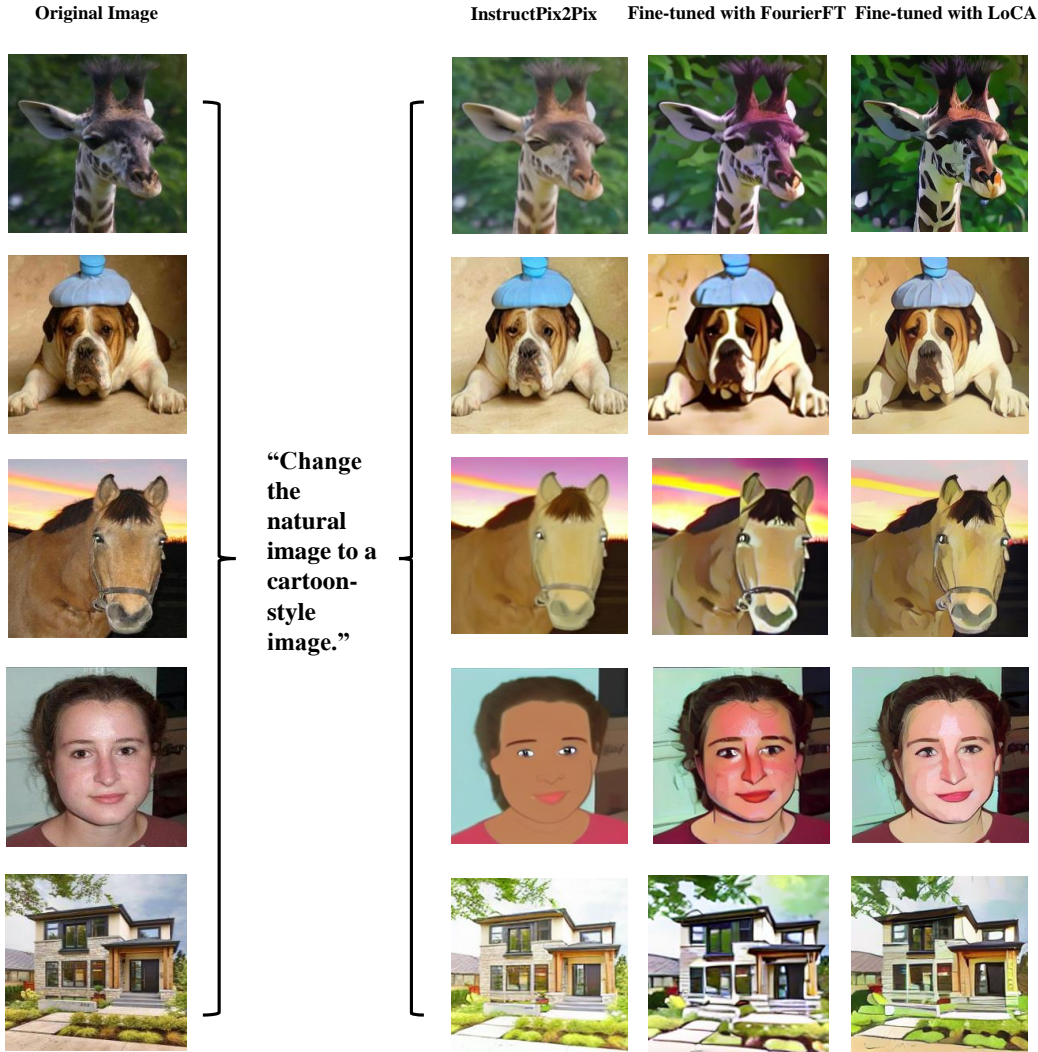 Original Image
InstructPix2Pix
Fine-tuned with FourierFT
Fine-tuned with LoCA
“Change
the
natural
image to a
cartoon-
style
image.”